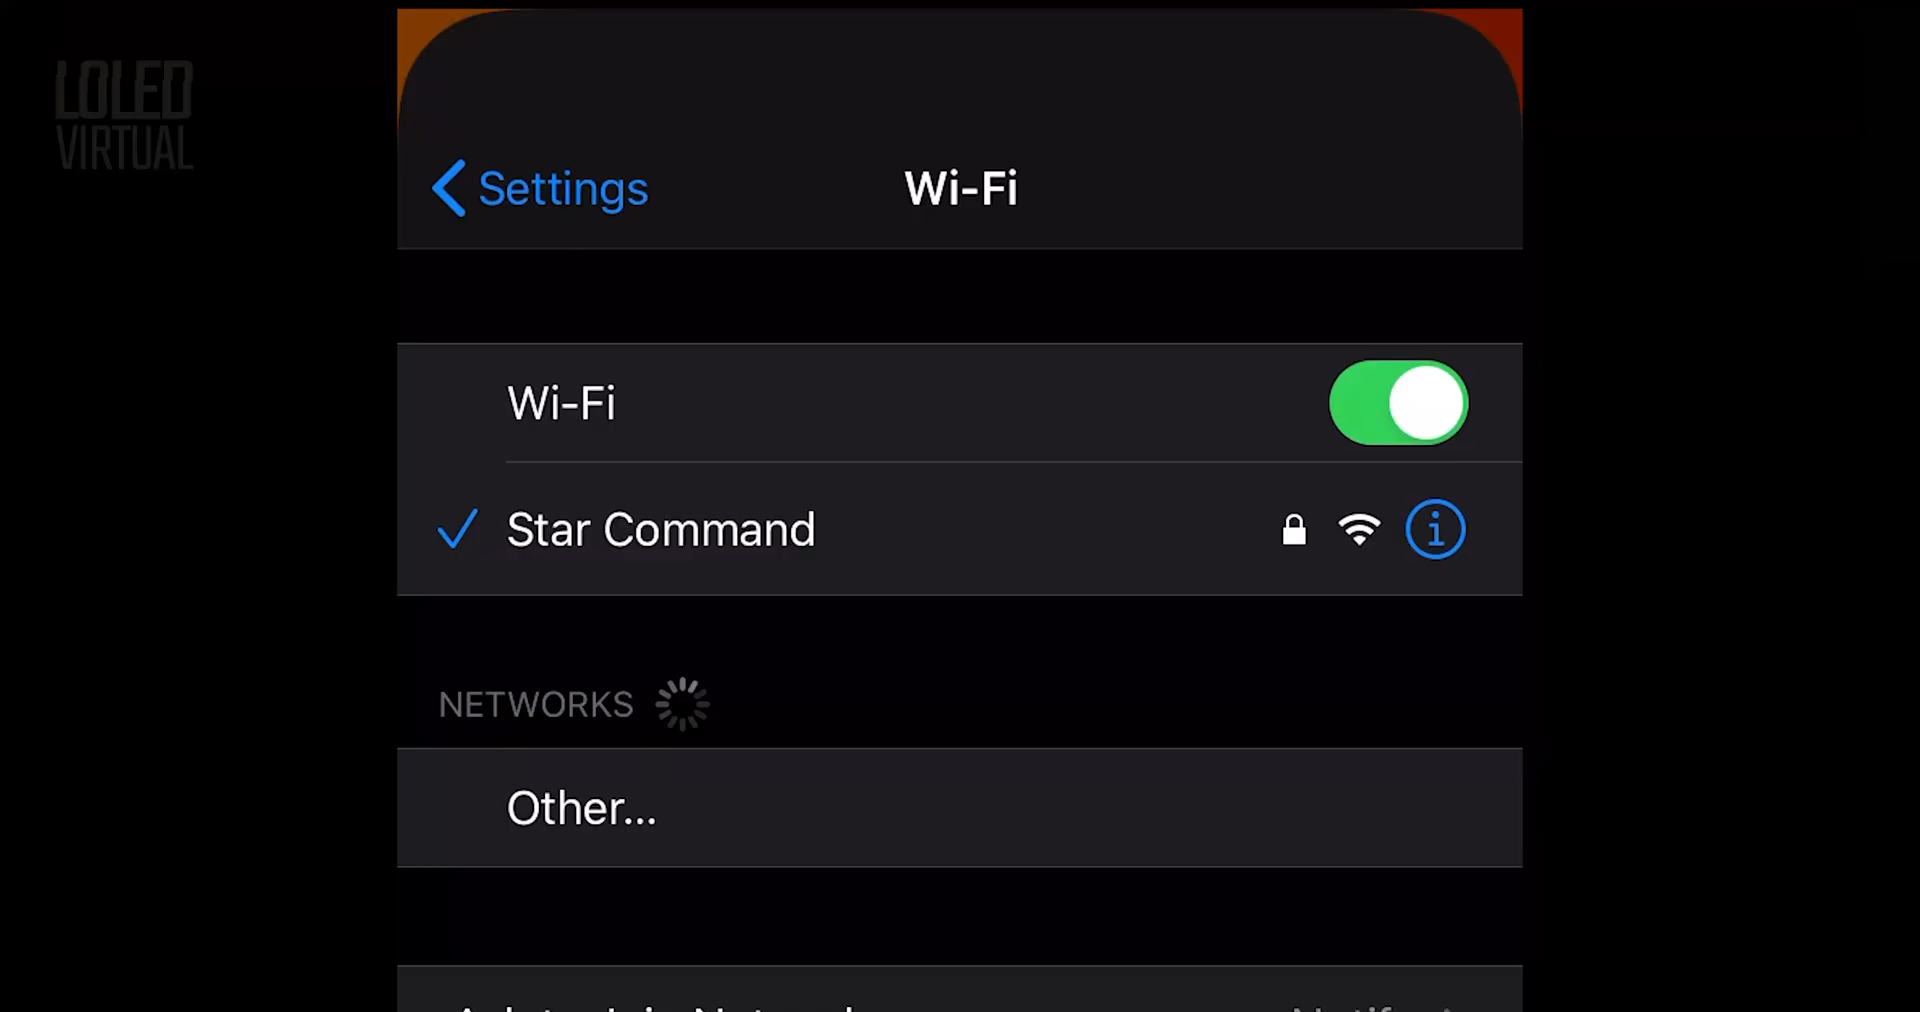 LOLED
VIRTUAL
Settings
Wi-Fi
Wi-Fi
Star Command
NETWORKS
Other...